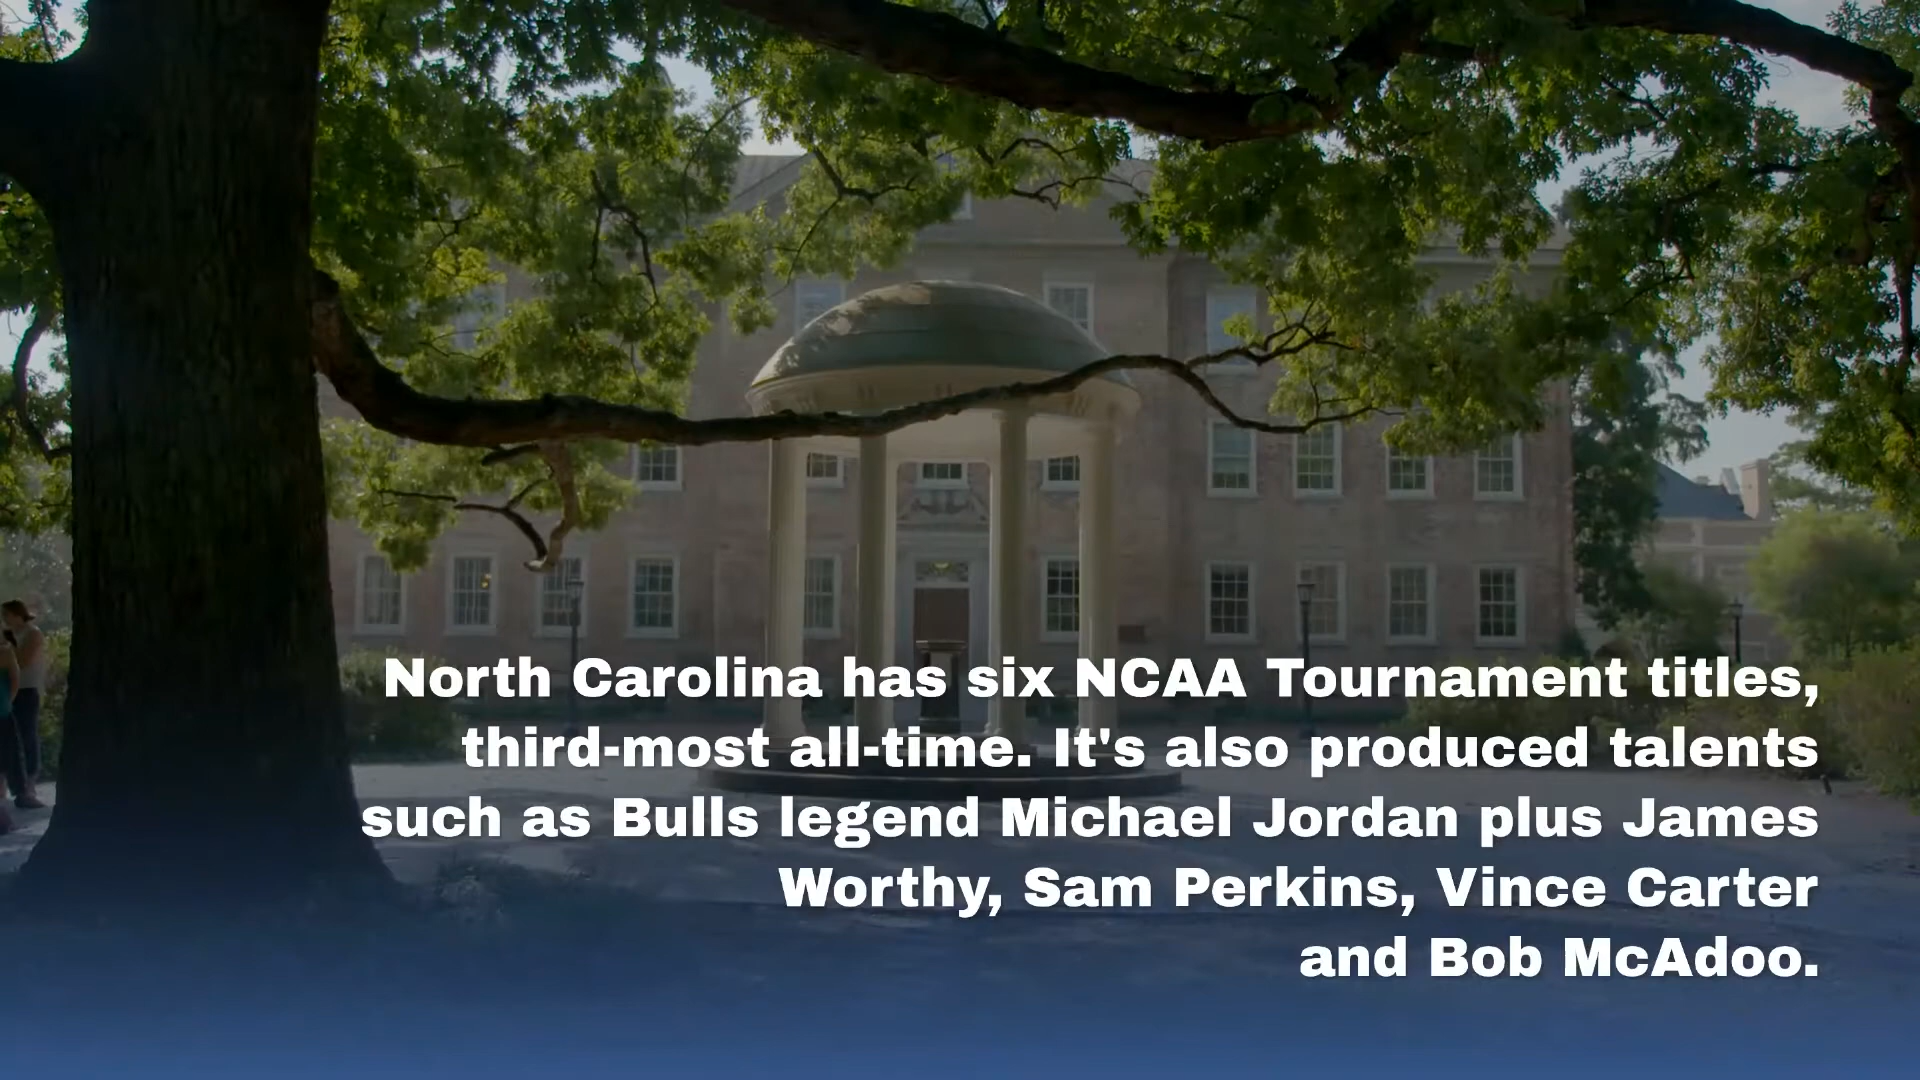 North Carolina has six NCAA Tournament titles,
third-most all-time. It's also produced talents
such as Bulls legend Michael Jordan plus James
Worthy, Sam Perkins, Vince Carter
and Bob McAdoo.